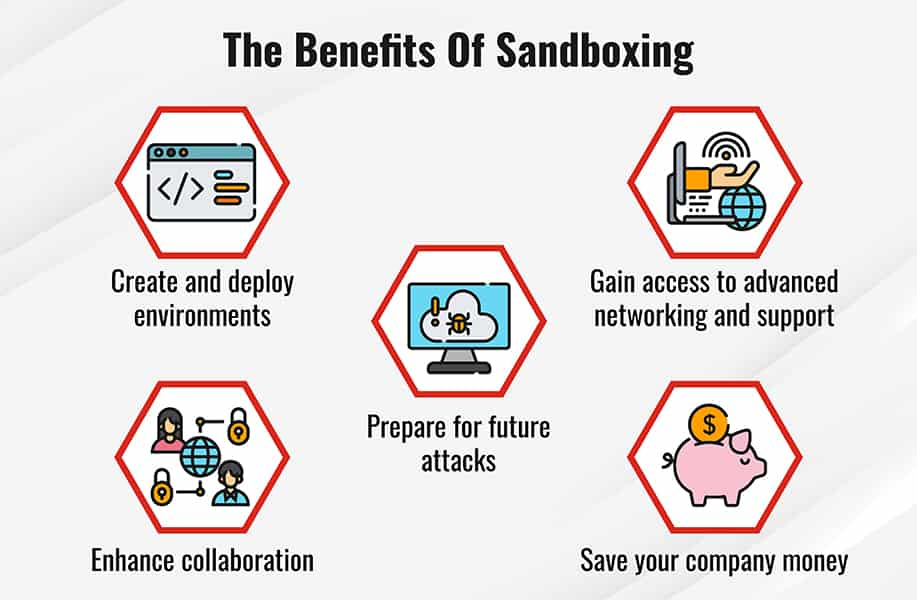 The Benefits Of Sandboxing
Create and deploy
environments
Gain access to advanced
networking and support
Prepare for future
attacks
Enhance collaboration
Save your company money